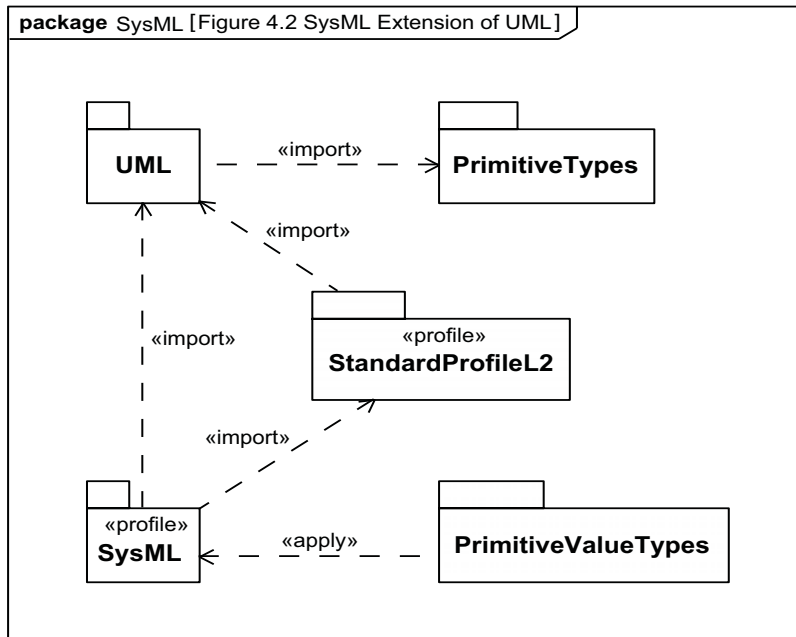 package SysML [Figure 4.2 SysML Extension of UML]
«import»
UML
PrimitiveTypes
«import»
«import»
«profile»
StandardProfileL2
«import»
«profile»
SysML
«apply»
PrimitiveValueTypes